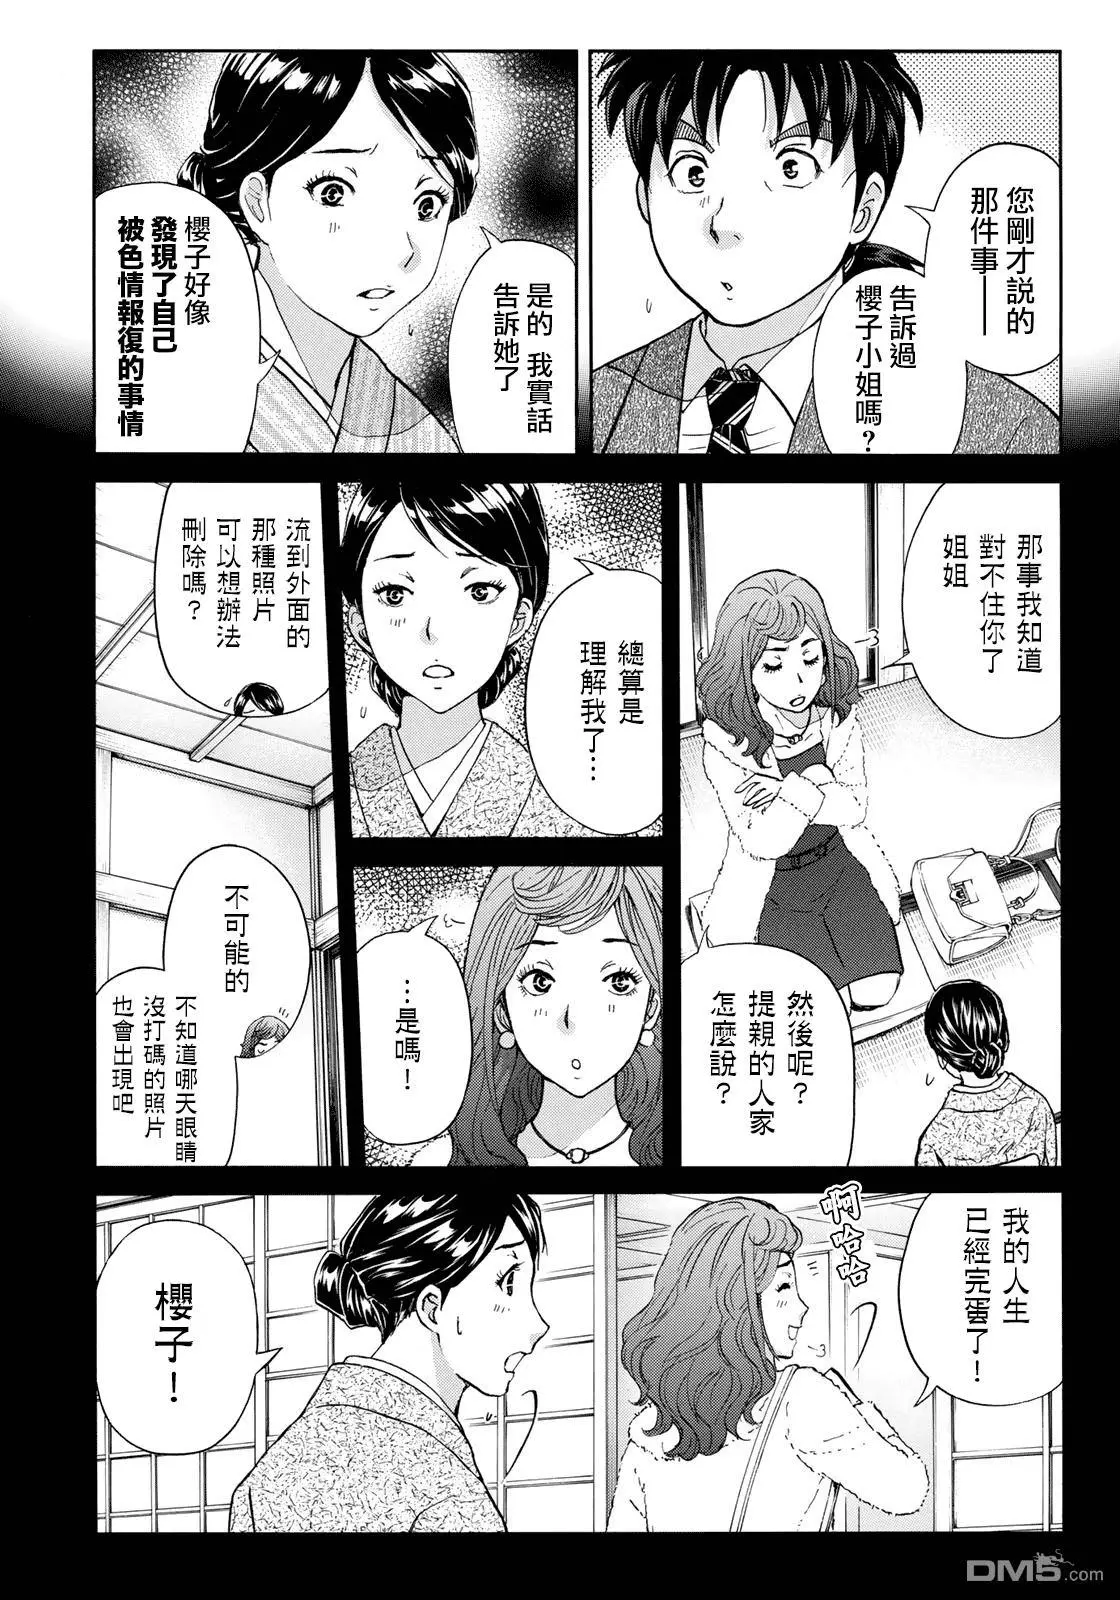 您剛才説的
那件事——
告訴過
櫻子小姐嗎？
是的 我實話
告訴她了
櫻子好像
發現了自己
被色情報復的事情
那事我知道
對不住你了
姐姐
然後呢？
提親的人家
怎麼說？
總算是
理解我了…
…是嗎！
流到外面的
那種照片
可以想辦法
刪除嗎？
不可能的
不知道哪天眼睛
沒打碼的照片
也會出現吧
我的人生
已經完蛋了！
啊哈哈
櫻子！
DM5.com